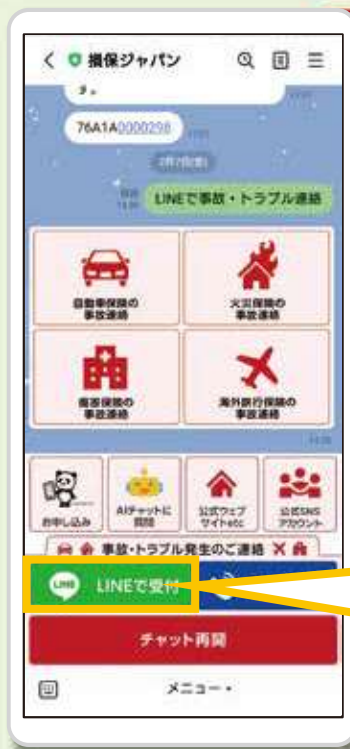 損保ジャパン
す。
76A1A0000298
LINEで事故・トラブル連絡
自動車保険の
事故連絡
火災保険の
事故連絡
傷害保険の
事故連絡
海外旅行保険の
事故連絡
お申し込み
AIチャットに
質問
公式ウェブ
サイトetc
公式SNS
アカウント
事故・トラブル発生のご連絡
LINE
LINEで受付
チャット再開
メニュー